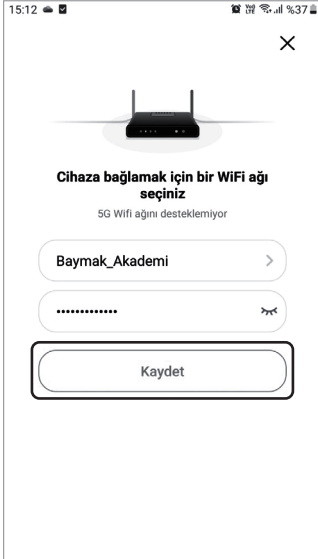 15:12 %37
Cihaza bağlamak için bir WiFi ağı
seçiniz
5G Wifi ağını desteklemiyor
Baymak_Akademi
•••••••••••••
Kaydet